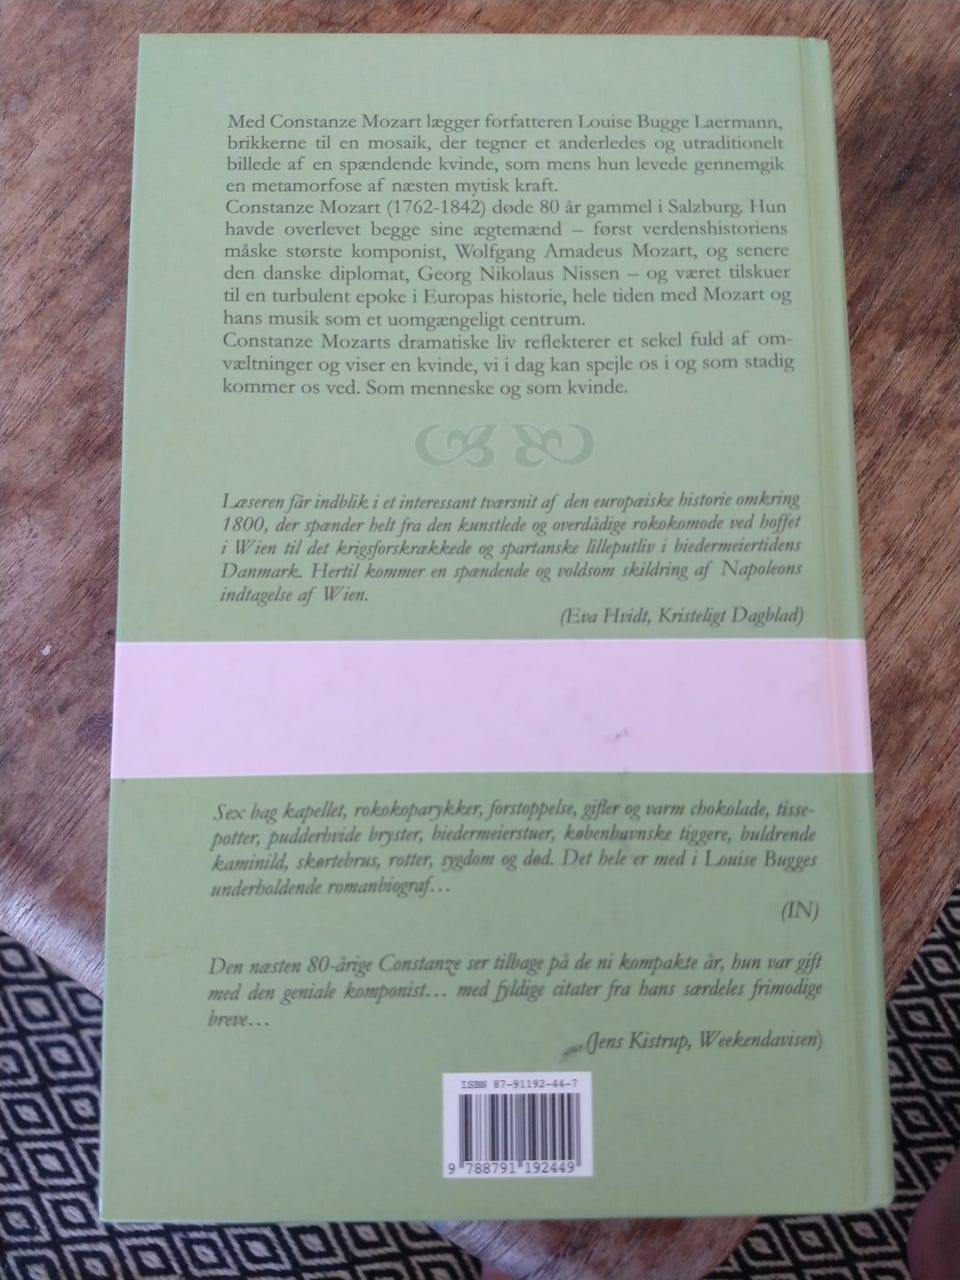 Med Constanze Mozart lægger forfatteren Louise Bugge Laermann,
brikkerne til en mosaik, der tegner et anderledes og utraditionelt
billede af en spændende kvinde, som mens hun levede gennemgik
en metamorfose af næsten mytisk kraft.
Constanze Mozart (1762-1842) døde 80 år gammel i Salzburg. Hun
havde overlevet begge sine ægtemænd – først verdenshistoriens
måske største komponist, Wolfgang Amadeus Mozart, og senere
den danske diplomat, Georg Nikolaus Nissen – og været tilskuer
til en turbulent epoke i Europas historie, hele tiden med Mozart og
hans musik som et uomgængeligt centrum.
Constanze Mozarts dramatiske liv reflekterer et sekel fuld af om-
væltninger og viser en kvinde, vi i dag kan spejle os i og som stadig
kommer os ved. Som menneske og som kvinde.
Læseren får indblik i et interessant tværsnit af den europæiske historie omkring
1800, der spænder helt fra den kunstlede og overdådige rokokomode ved hoffet
i Wien til det krigsforskrækkede og spartanske lilleputliv i biedermeiertidens
Danmark. Hertil kommer en spændende og voldsom skildring af Napoleons
indtagelse af Wien.
(Eva Hvidt, Kristeligt Dagblad)
Sex bag kapellet, rokokoparykker, forstoppelse, gifler og varm chokolade, tisse-
potter, pudderhvide bryster, biedermeierstuer, københavnske tiggere, buldrende
kaminild, skørtebrus, rotter, sygdom og død. Det hele er med i Louise Bugges
underholdende romanbiograf...
(IN)
Den næsten 80-årige Constanze ser tilbage på de ni kompakte år, hun var gift
med den geniale komponist... med fyldige citater fra hans særdeles frimodige
breve...
(Jens Kistrup, Weekendavisen)
ISBN 87-91192-44-7
9 788791 192449